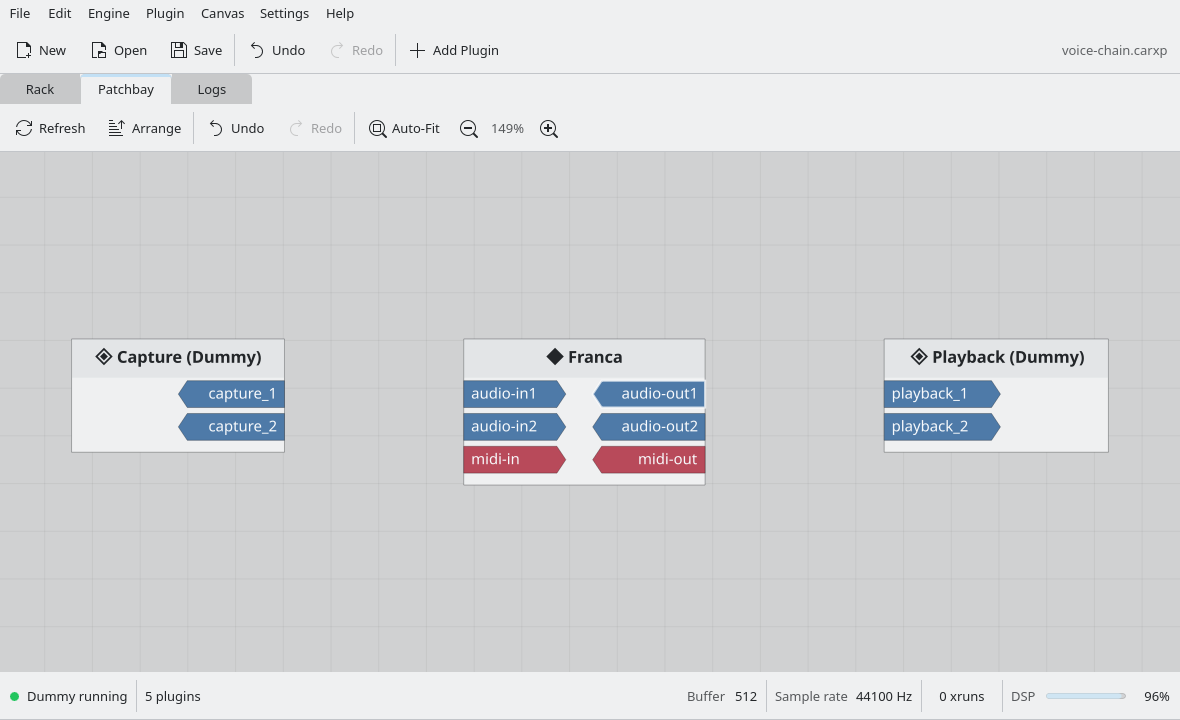 File Edit Engine Plugin Canvas Settings Help
New Open Save Undo Redo Add Plugin voice-chain.carxp
Rack Patchbay Logs
Refresh Arrange Undo Redo Auto-Fit 149%
Capture (Dummy) Franca Playback (Dummy)
capture_1 audio-in1 audio-out1 playback_1
capture_2 audio-in2 audio-out2 playback_2
midi-in midi-out
Dummy running 5 plugins Buffer 512 Sample rate 44100 Hz 0 xruns DSP 96%